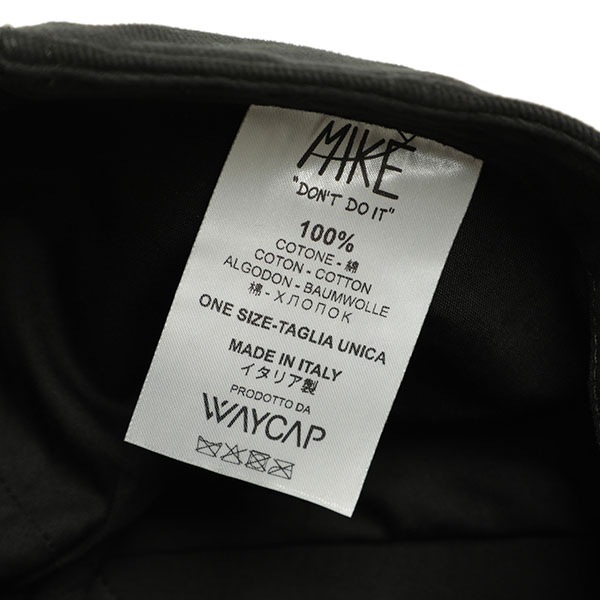 MIKĚ
"DON'T DO IT"
100%
COTONE - 綿
COTON - COTTON
ALGODON - BAUMWOLLE
棉 - ХЛОПОК
ONE SIZE-TAGLIA UNICA
MADE IN ITALY
イタリア製
PRODOTTO DA
WAYCAP